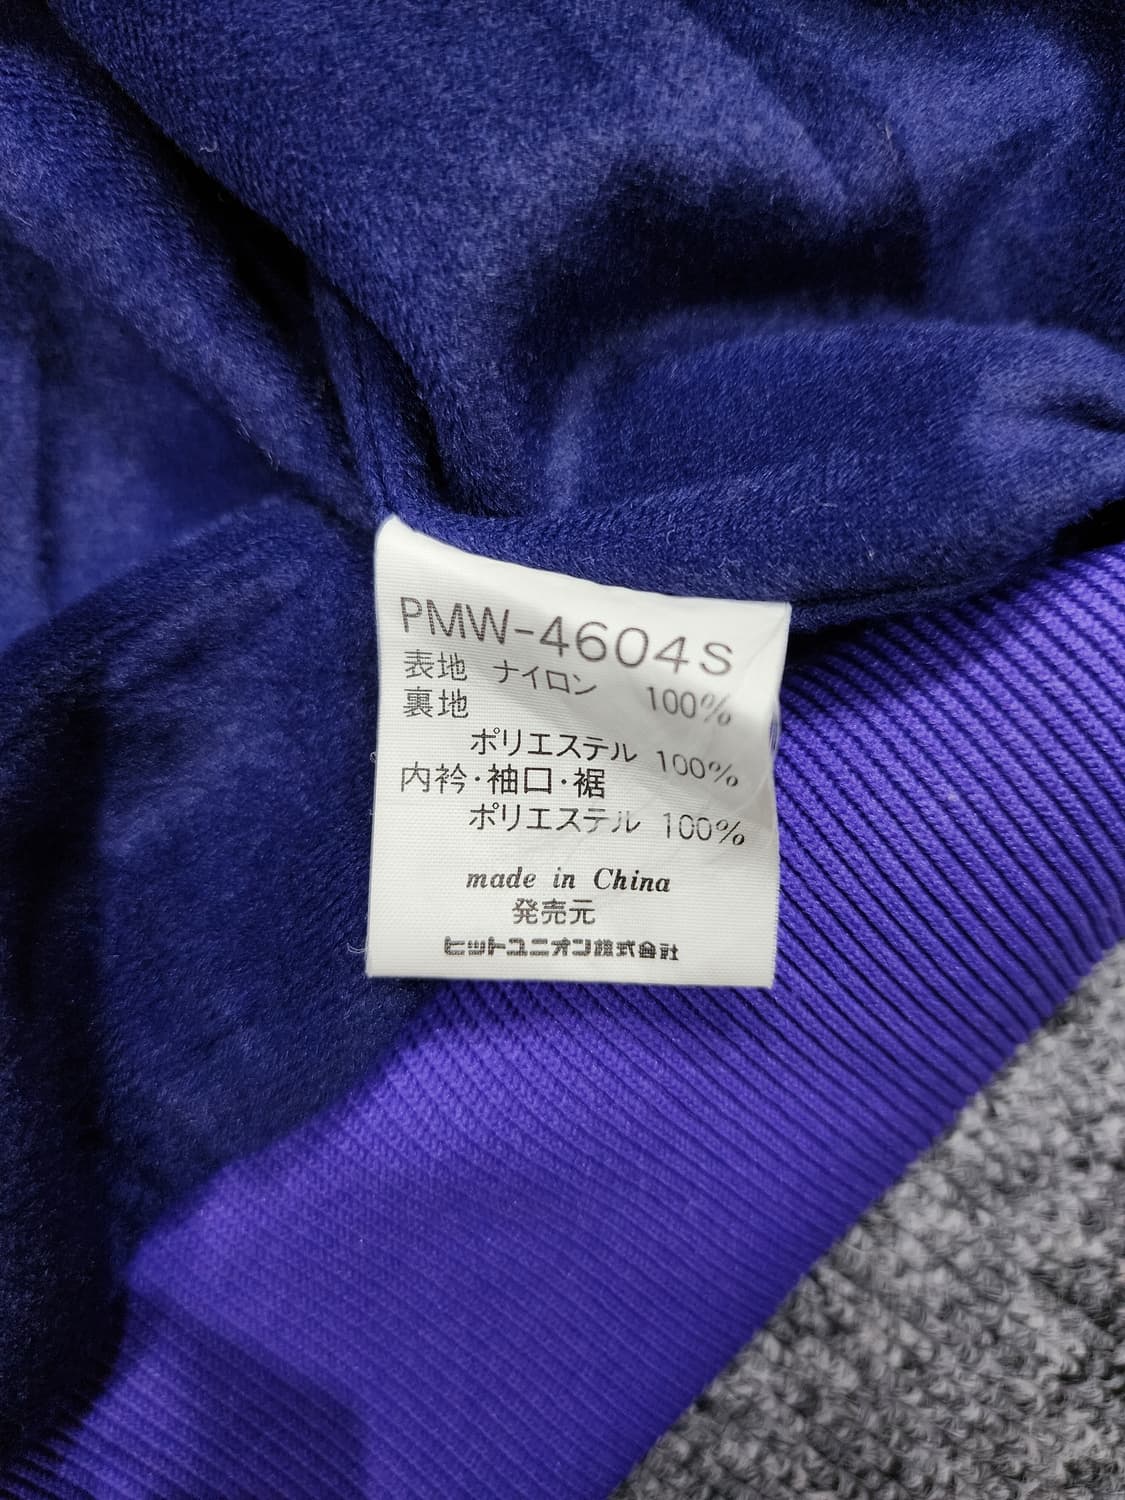 PMW-4604S
表地 ナイロン 100%
裏地
ポリエステル 100%
内衿・袖口・裾
ポリエステル 100%
made in China
発売元
ヒットユニオン株式会社